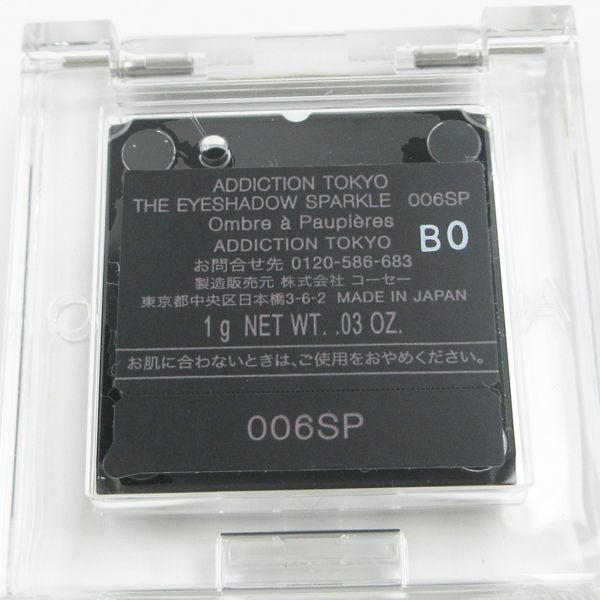 ADDICTION TOKYO
THE EYESHADOW SPARKLE 006SP
Ombre à Paupières
ADDICTION TOKYO
B0
お問合せ先 0120-586-683
製造販売元 株式会社 コーセー
東京都中央区日本橋3-6-2 MADE IN JAPAN
1 g NET WT. .03 OZ.
お肌に合わないときは、ご使用をおやめください。
006SP